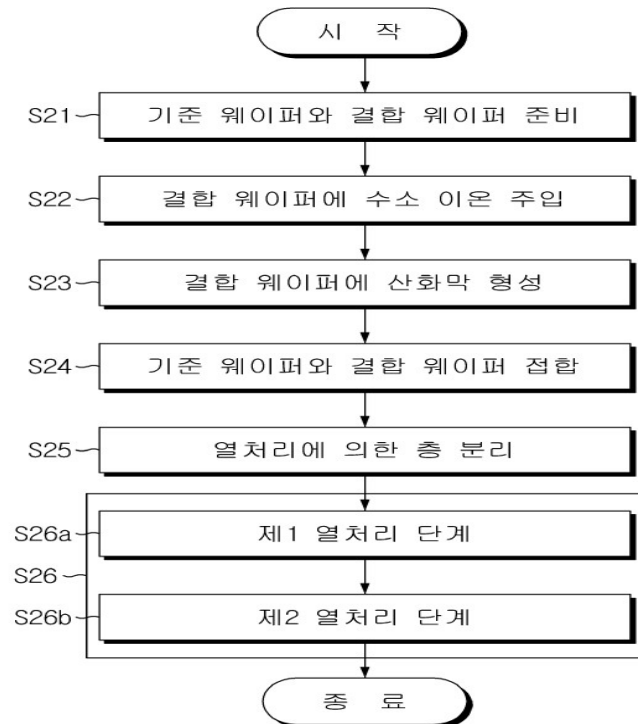 시 작
S21 기준 웨이퍼와 결합 웨이퍼 준비
S22 결합 웨이퍼에 수소 이온 주입
S23 결합 웨이퍼에 산화막 형성
S24 기준 웨이퍼와 결합 웨이퍼 접합
S25 열처리에 의한 층 분리
S26a 제1 열처리 단계
S26
S26b 제2 열처리 단계
종 료